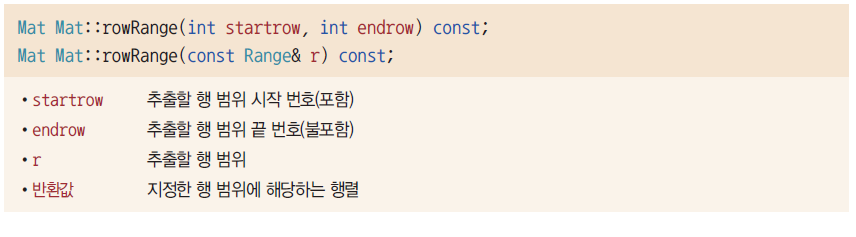 Mat Mat::rowRange(int startrow, int endrow) const;
Mat Mat::rowRange(const Range& r) const;
• startrow 추출할 행 범위 시작 번호(포함)
• endrow 추출할 행 범위 끝 번호(불포함)
• r 추출할 행 범위
• 반환값 지정한 행 범위에 해당하는 행렬